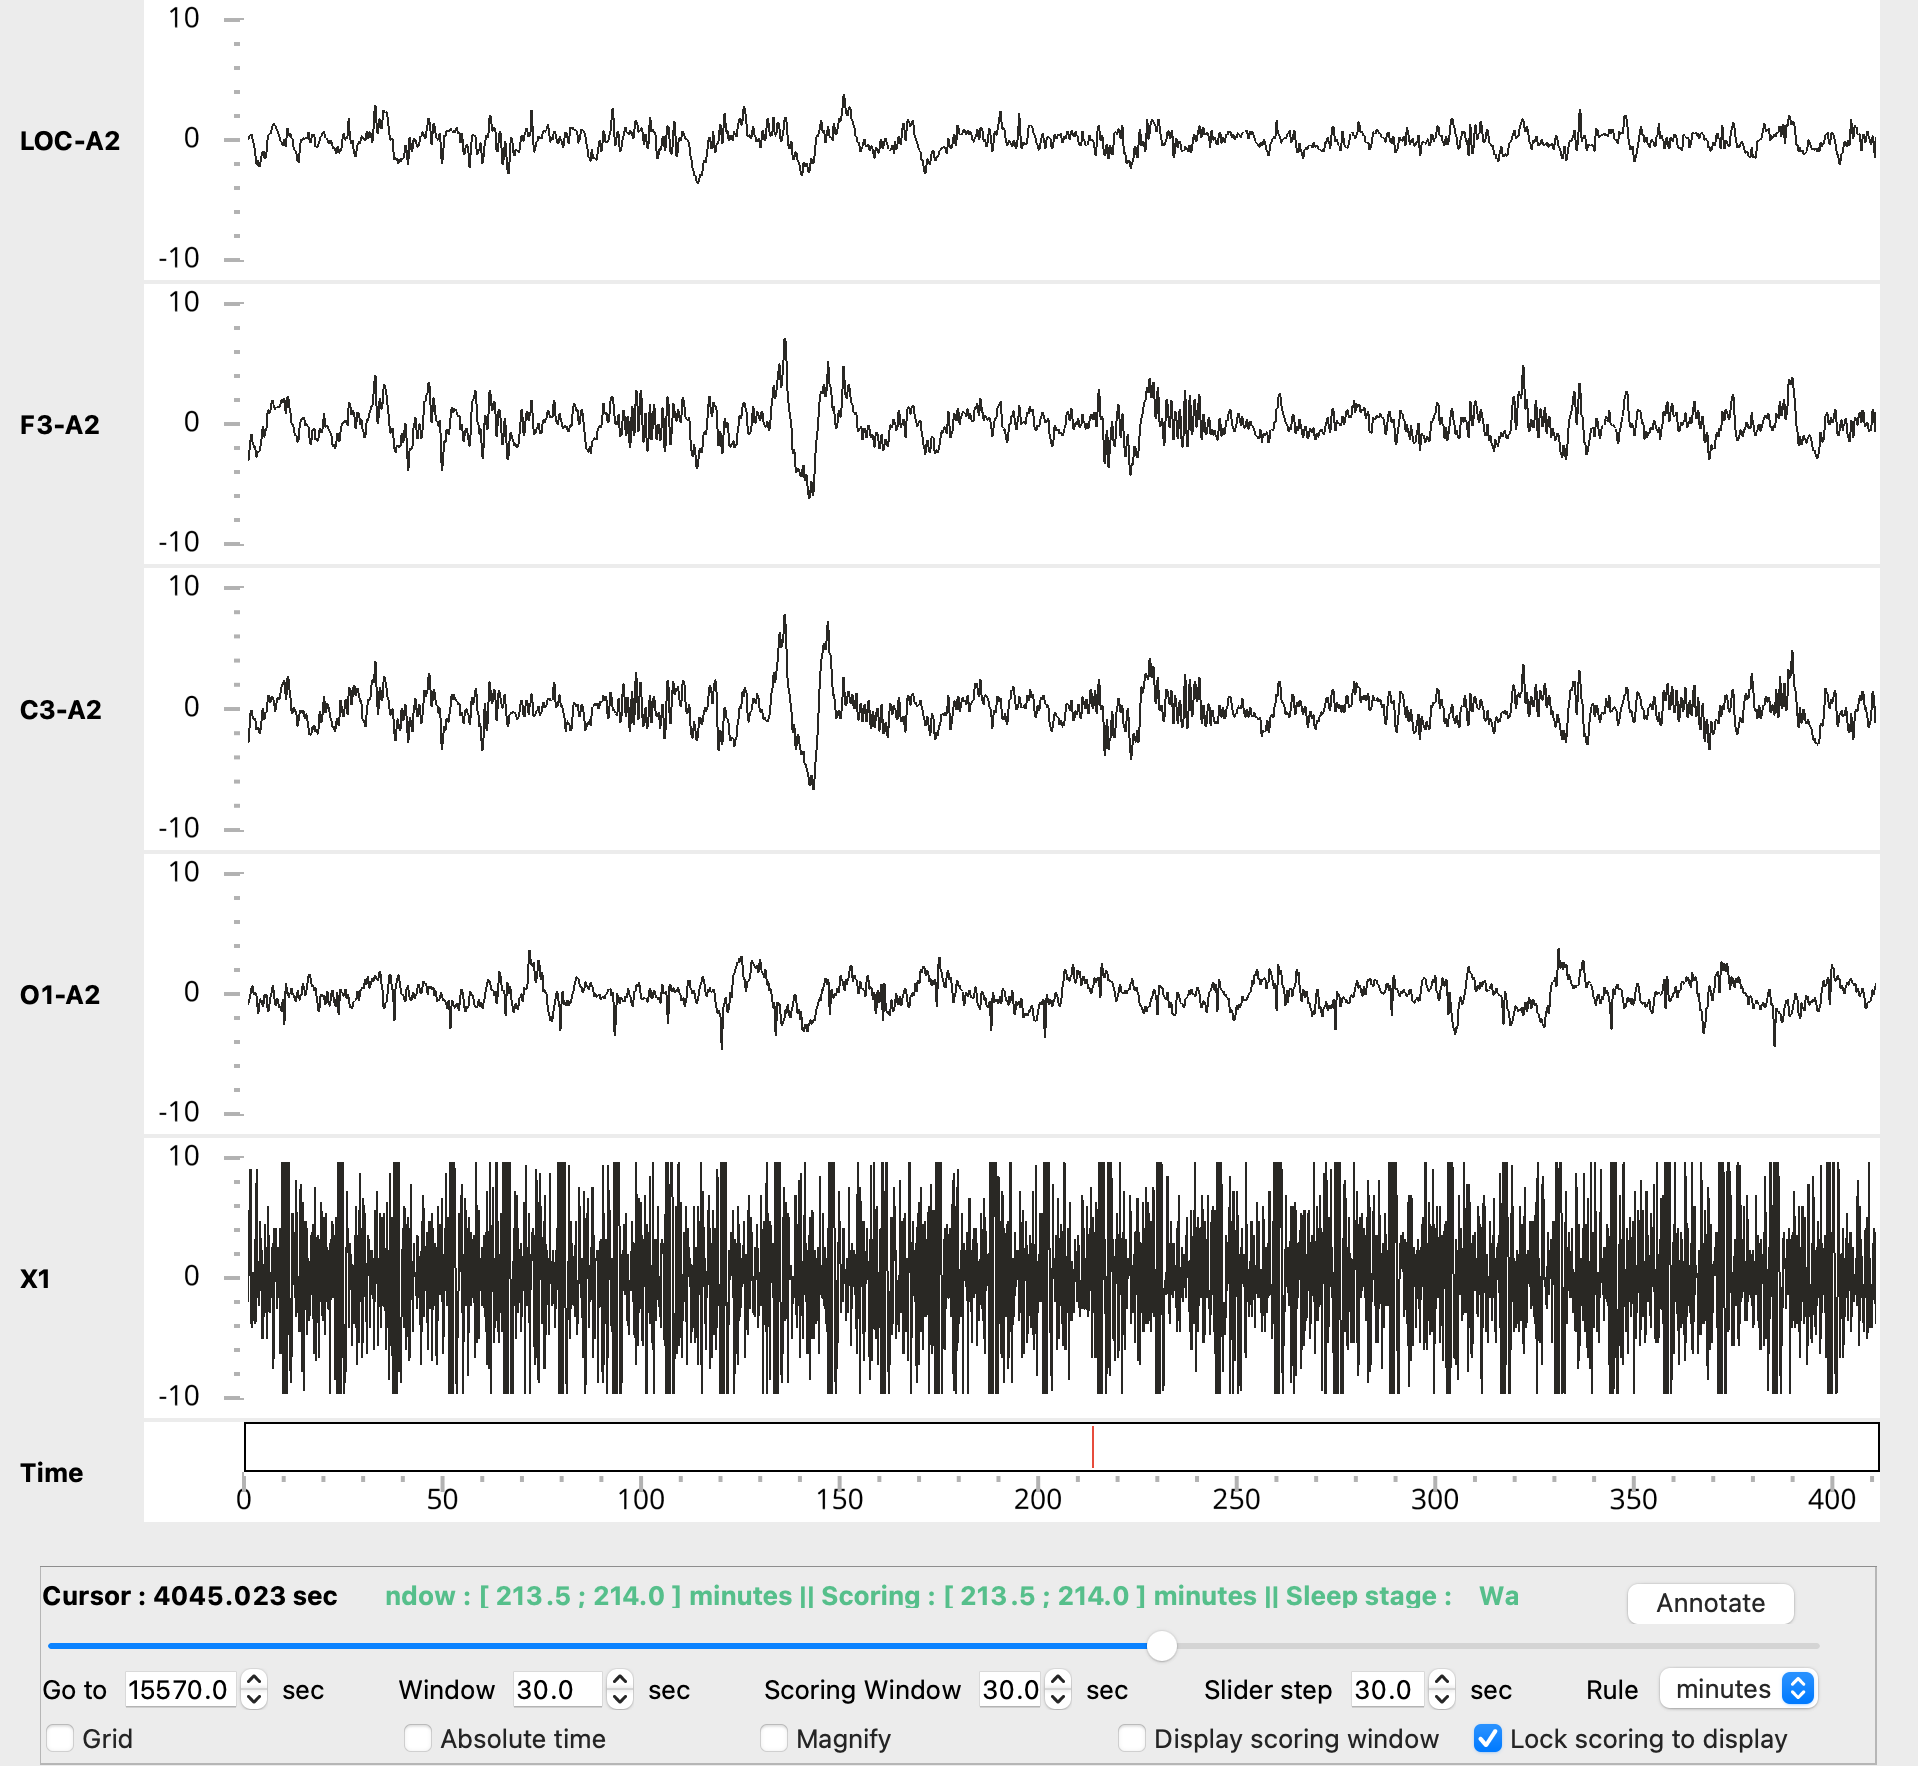 10
LOC-A2
0
-10
10
F3-A2
0
-10
10
C3-A2
0
-10
10
O1-A2
0
-10
10
X1
0
-10
Time
0 50 100 150 200 250 300 350 400
Cursor : 4045.023 sec ndow : [ 213.5 ; 214.0 ] minutes || Scoring : [ 213.5 ; 214.0 ] minutes || Sleep stage : Wa Annotate
Go to 15570.0 sec Window 30.0 sec Scoring Window 30.0 sec Slider step 30.0 sec Rule minutes
Grid Absolute time Magnify Display scoring window Lock scoring to display